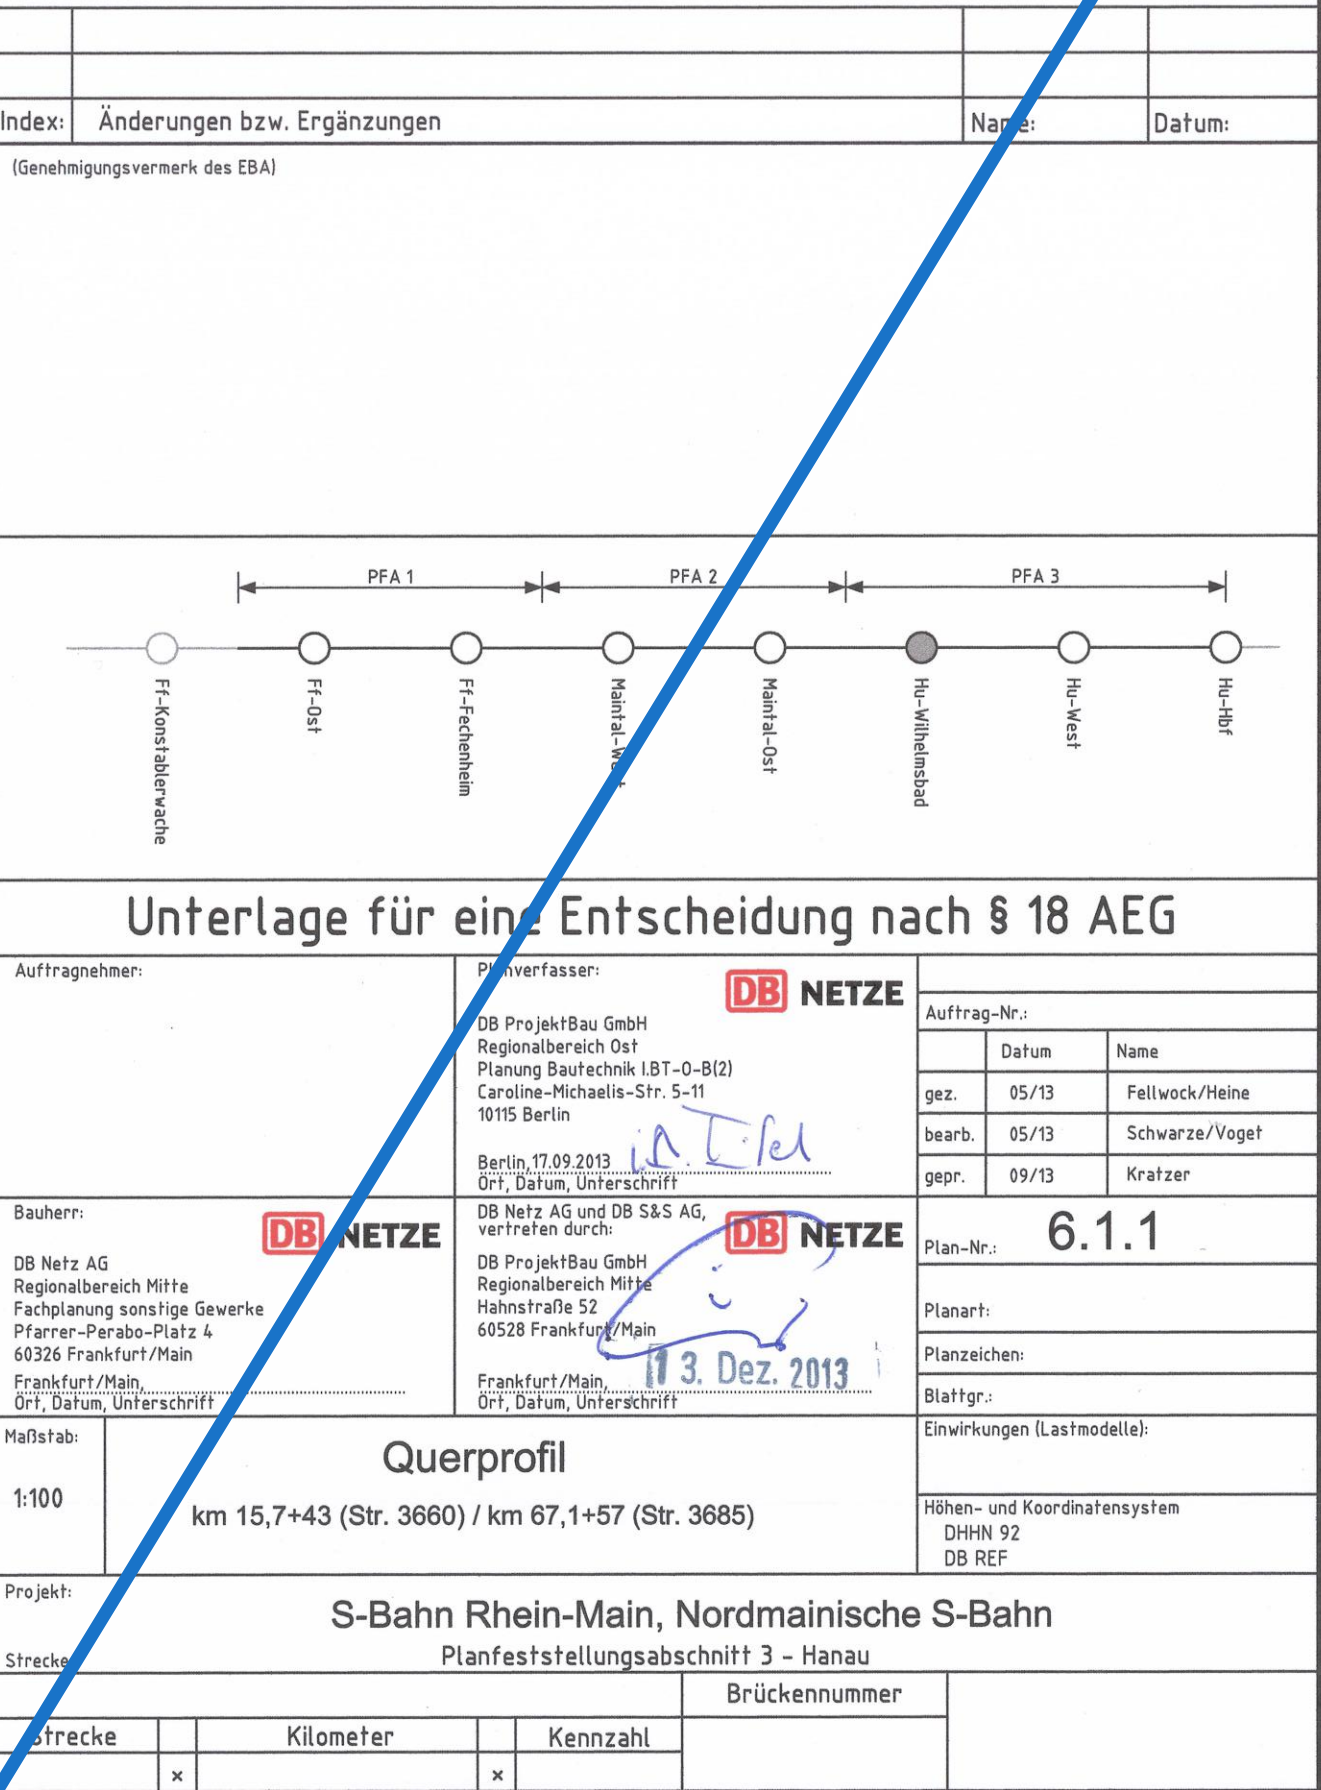 Index: Änderungen bzw. Ergänzungen Name: Datum:
(Genehmigungsvermerk des EBA)
PFA 1 PFA 2 PFA 3
Ff-Konstablerwache
Ff-Ost
Ff-Fechenheim
Maintal-West
Maintal-Ost
Hu-Wilhelmsbad
Hu-West
Hu-Hbf
Unterlage für eine Entscheidung nach § 18 AEG
Auftragnehmer:
Planverfasser:
DB NETZE
DB ProjektBau GmbH
Regionalbereich Ost
Planung Bautechnik I.BT-O-B(2)
Caroline-Michaelis-Str. 5-11
10115 Berlin
Berlin,17.09.2013
Ort, Datum, Unterschrift
Auftrag-Nr.:
Datum Name
gez. 05/13 Fellwock/Heine
bearb. 05/13 Schwarze/Voget
gepr. 09/13 Kratzer
Bauherr:
DB NETZE
DB Netz AG
Regionalbereich Mitte
Fachplanung sonstige Gewerke
Pfarrer-Perabo-Platz 4
60326 Frankfurt/Main
Frankfurt/Main,
Ort, Datum, Unterschrift
DB Netz AG und DB S&S AG,
vertreten durch:
DB NETZE
DB ProjektBau GmbH
Regionalbereich Mitte
Hahnstraße 52
60528 Frankfurt/Main
Frankfurt/Main, 13. Dez. 2013
Ort, Datum, Unterschrift
Plan-Nr.: 6.1.1
Planart:
Planzeichen:
Blattgr.:
Maßstab:
1:100
Querprofil
km 15,7+43 (Str. 3660) / km 67,1+57 (Str. 3685)
Einwirkungen (Lastmodelle):
Höhen- und Koordinatensystem
DHHN 92
DB REF
Projekt:
S-Bahn Rhein-Main, Nordmainische S-Bahn
Strecke
Planfeststellungsabschnitt 3 - Hanau
Brückennummer
Strecke Kilometer Kennzahl
x x